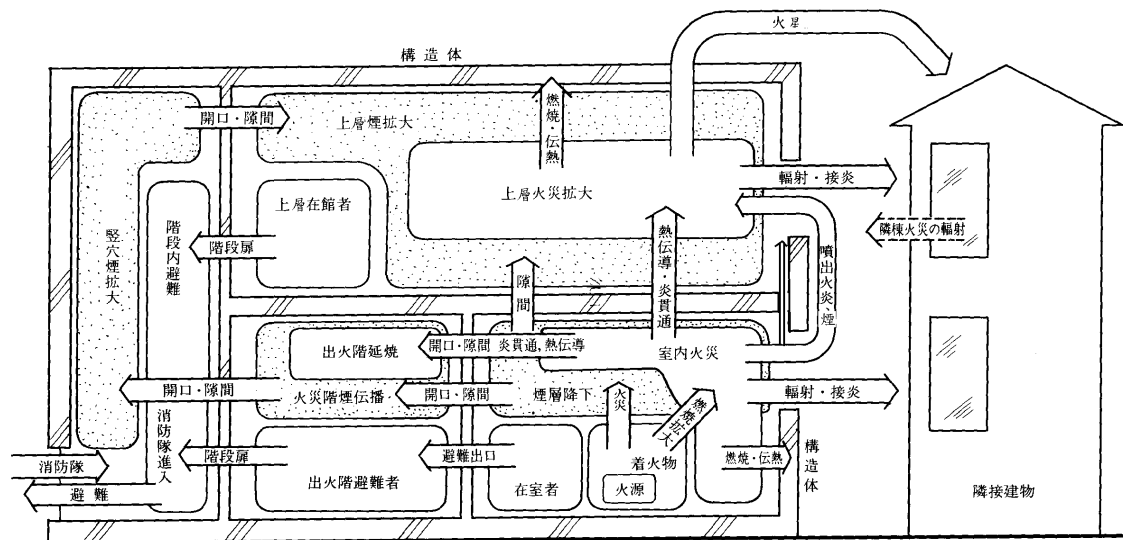 火星
構造体
開口・隙間
上層煙拡大
燃焼・伝熱
上層火災拡大
輻射・接炎
上層在館者
階段内避難
竪穴煙拡大
階段扉
隙間
熱伝導・炎貫通
噴出火炎、煙
隣棟火災の輻射
出火階延焼
開口・隙間 炎貫通,熱伝導
室内火災
開口・隙間
火災階煙伝播
開口・隙間
煙層降下
火災
燃焼拡大
輻射・接炎
消防隊進入
消防隊
避難
階段扉
出火階避難者
避難出口
在室者
着火物
火源
燃焼・伝熱
構造体
隣接建物